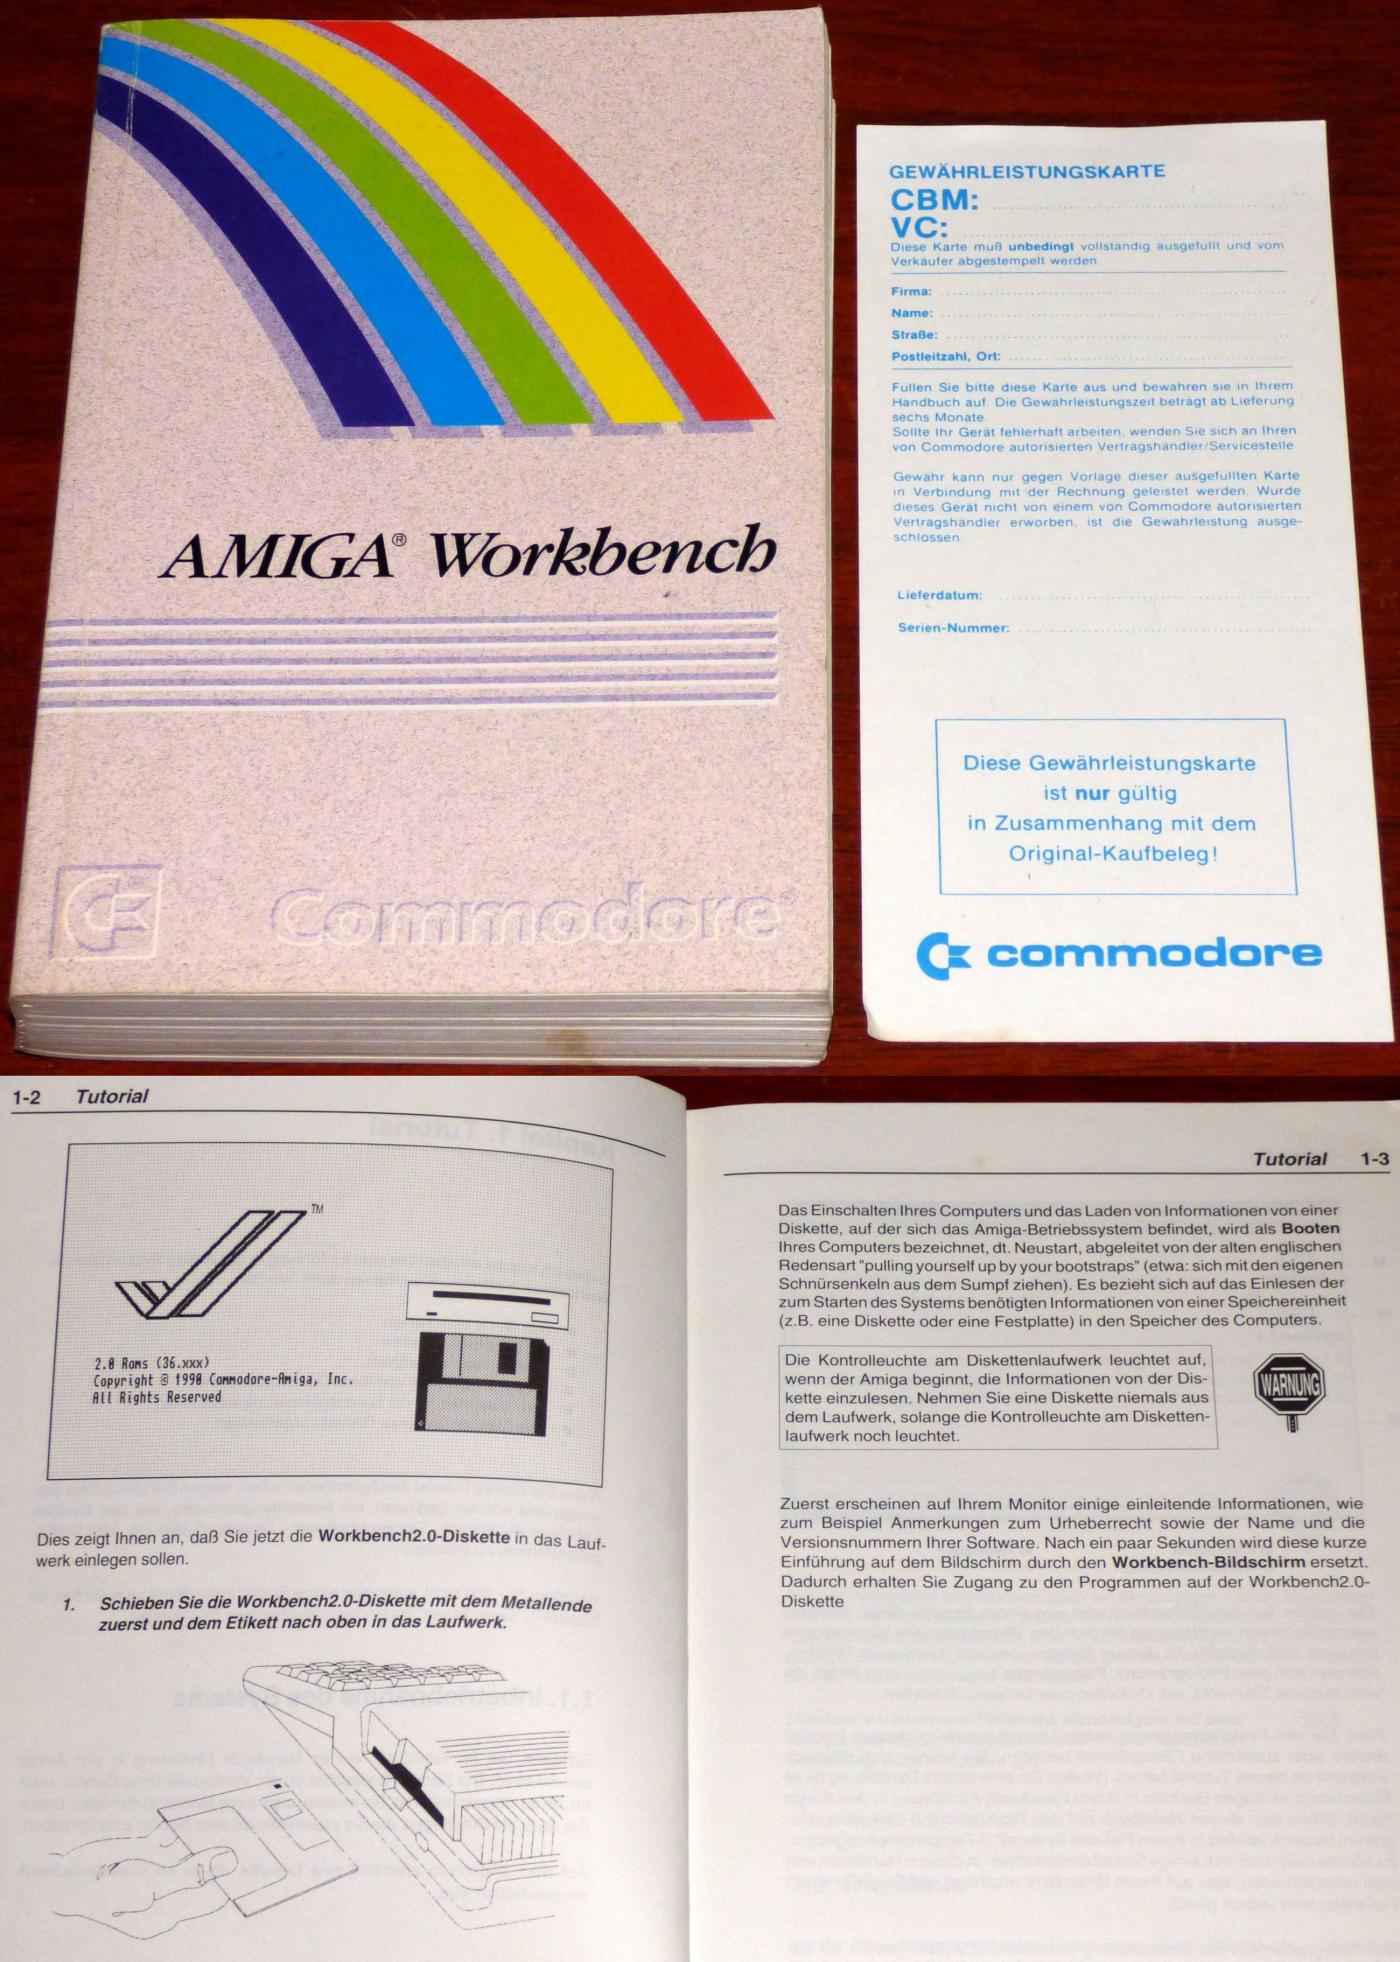 AMIGA® Workbench
Commodore®
GEWÄHRLEISTUNGSKARTE
CBM:
VC:
Diese Karte muß unbedingt vollständig ausgefüllt und vom
Verkäufer abgestempelt werden.
Firma:
Name:
Straße:
Postleitzahl, Ort:
Füllen Sie bitte diese Karte aus und bewahren sie in Ihrem
Handbuch auf. Die Gewährleistungszeit beträgt ab Lieferung
sechs Monate.
Sollte Ihr Gerät fehlerhaft arbeiten, wenden Sie sich an Ihren
von Commodore autorisierten Vertragshändler/Servicestelle.
Gewähr kann nur gegen Vorlage dieser ausgefüllten Karte
in Verbindung mit der Rechnung geleistet werden. Wurde
dieses Gerät nicht von einem von Commodore autorisierten
Vertragshändler erworben, ist die Gewährleistung ausge-
schlossen.
Lieferdatum:
Serien-Nummer:
Diese Gewährleistungskarte
ist nur gültig
in Zusammenhang mit dem
Original-Kaufbeleg!
commodore
1-2 Tutorial
TM
2.0 Roms (36.xxx)
Copyright © 1990 Commodore-Amiga, Inc.
All Rights Reserved
Dies zeigt Ihnen an, daß Sie jetzt die Workbench2.0-Diskette in das Lauf-
werk einlegen sollen.
1. Schieben Sie die Workbench2.0-Diskette mit dem Metallende
zuerst und dem Etikett nach oben in das Laufwerk.
Tutorial 1-3
Das Einschalten Ihres Computers und das Laden von Informationen von einer
Diskette, auf der sich das Amiga-Betriebssystem befindet, wird als Booten
Ihres Computers bezeichnet, dt. Neustart, abgeleitet von der alten englischen
Redensart "pulling yourself up by your bootstraps" (etwa: sich mit den eigenen
Schnürsenkeln aus dem Sumpf ziehen). Es bezieht sich auf das Einlesen der
zum Starten des Systems benötigten Informationen von einer Speichereinheit
(z.B. eine Diskette oder eine Festplatte) in den Speicher des Computers.
Die Kontrolleuchte am Diskettenlaufwerk leuchtet auf,
wenn der Amiga beginnt, die Informationen von der Dis-
kette einzulesen. Nehmen Sie eine Diskette niemals aus
dem Laufwerk, solange die Kontrolleuchte am Disketten-
laufwerk noch leuchtet.
WARNUNG
Zuerst erscheinen auf Ihrem Monitor einige einleitende Informationen, wie
zum Beispiel Anmerkungen zum Urheberrecht sowie der Name und die
Versionsnummern Ihrer Software. Nach ein paar Sekunden wird diese kurze
Einführung auf dem Bildschirm durch den Workbench-Bildschirm ersetzt.
Dadurch erhalten Sie Zugang zu den Programmen auf der Workbench2.0-
Diskette